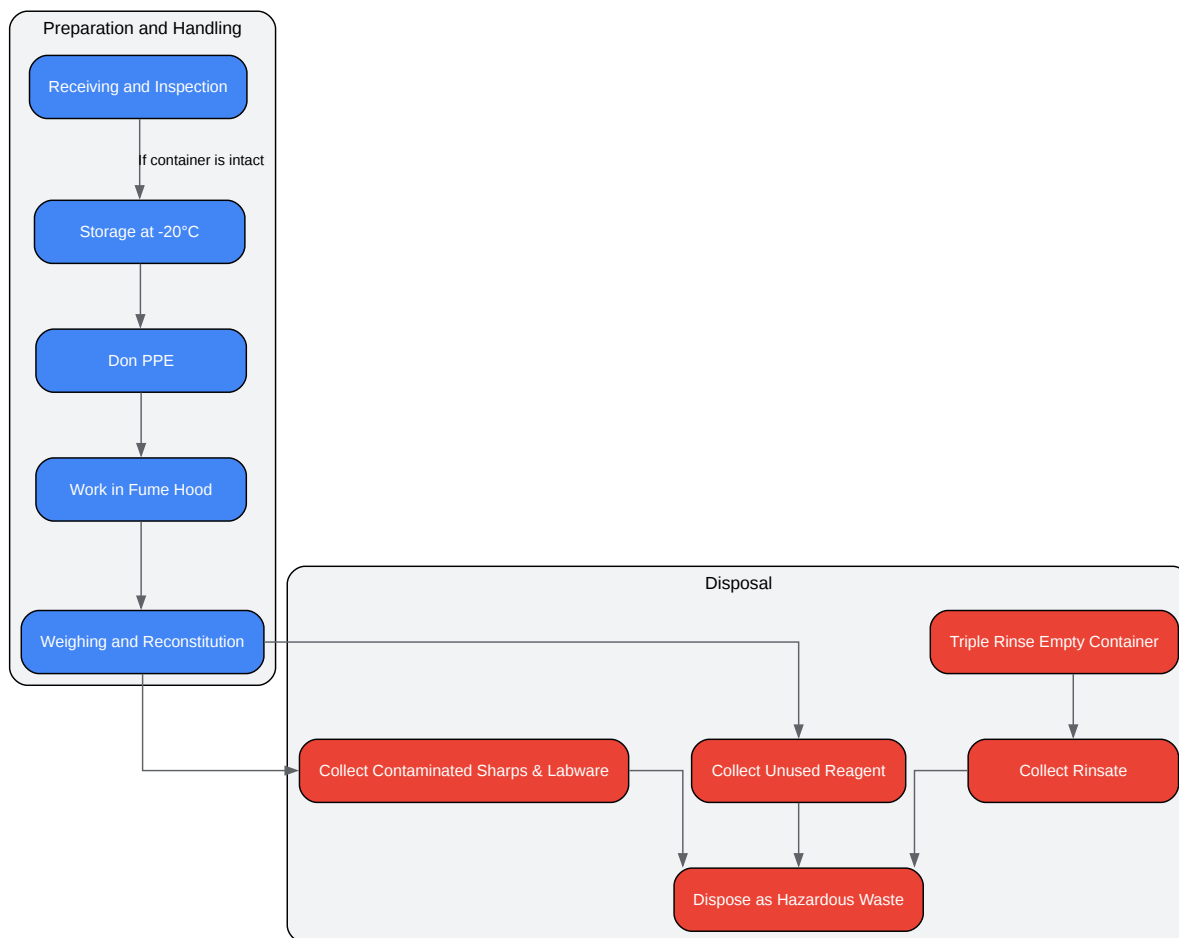 Preparation and Handling
Receiving and Inspection
If container is intact
Storage at -20°C
Don PPE
Work in Fume Hood
Weighing and Reconstitution
Disposal
Triple Rinse Empty Container
Collect Contaminated Sharps & Labware
Collect Unused Reagent
Collect Rinsate
Dispose as Hazardous Waste